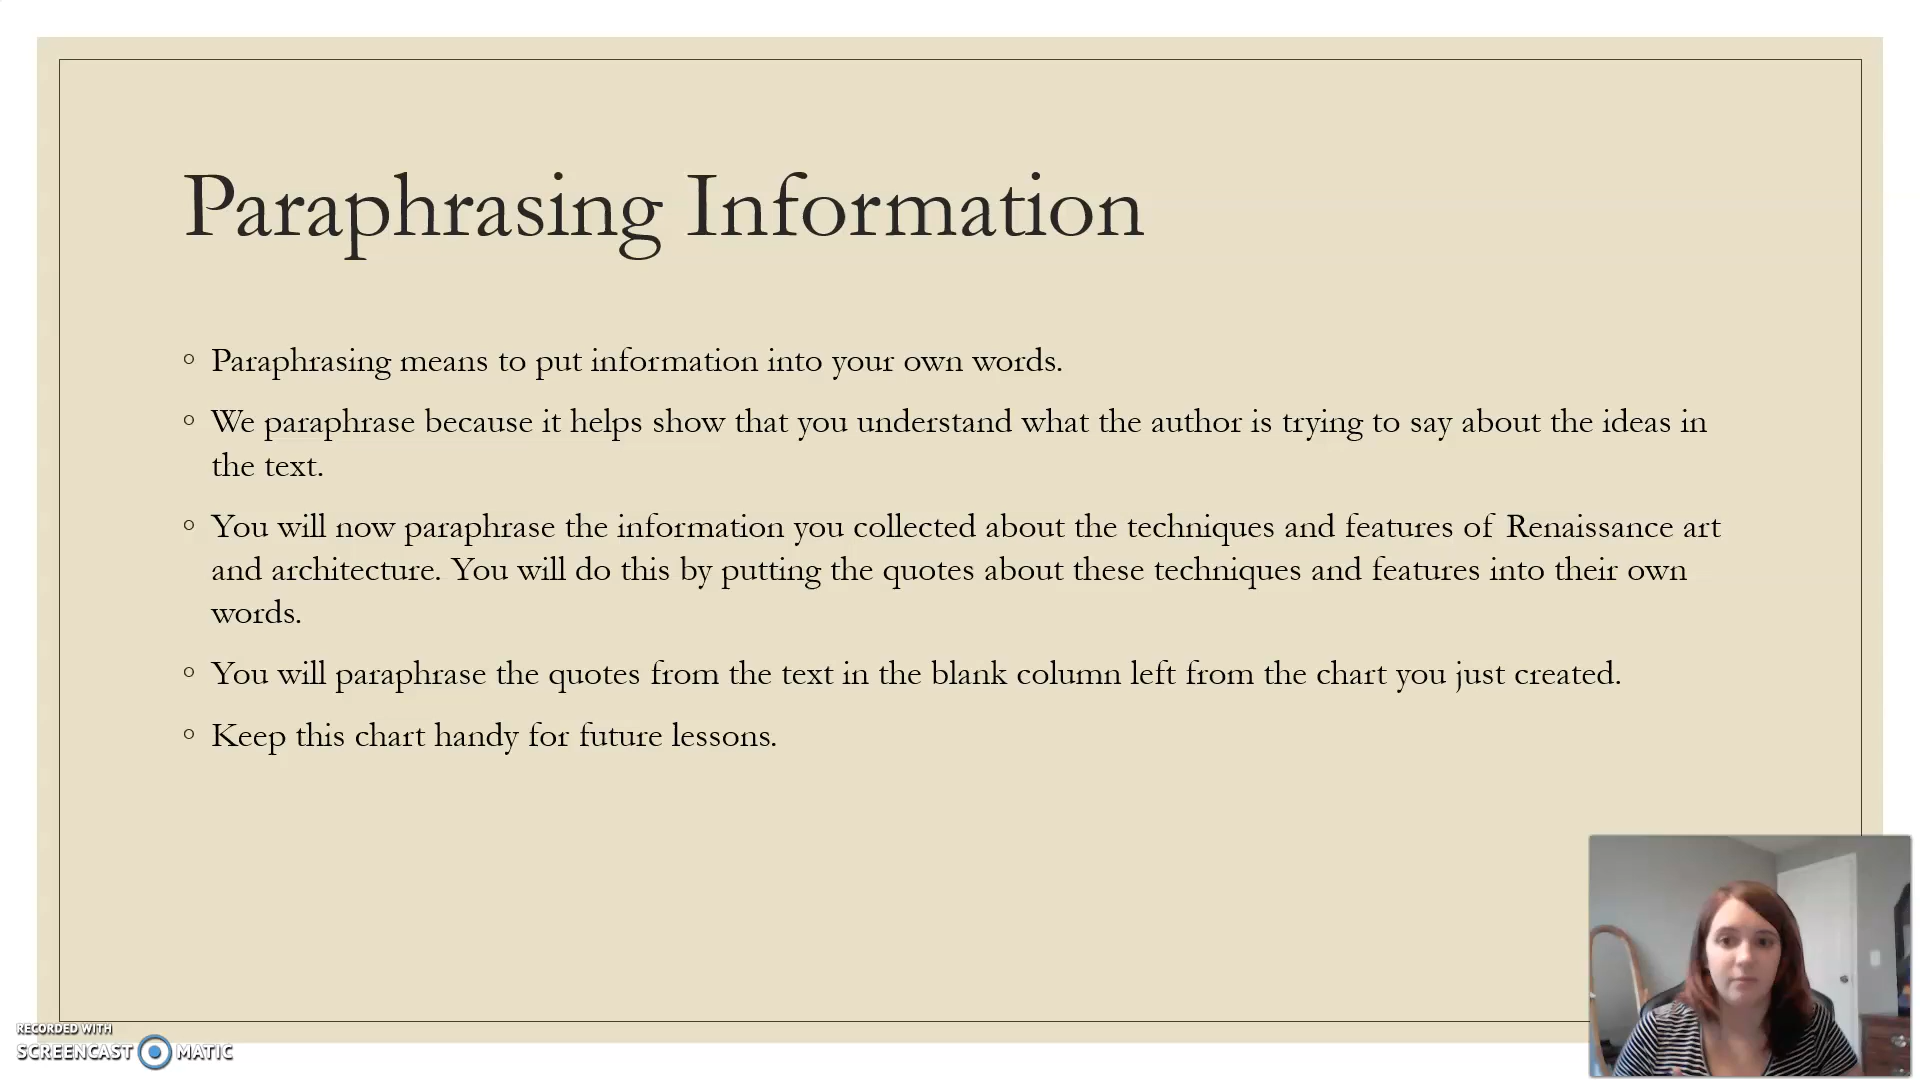 Paraphrasing Information
◦ Paraphrasing means to put information into your own words.
◦ We paraphrase because it helps show that you understand what the author is trying to say about the ideas in
the text.
◦ You will now paraphrase the information you collected about the techniques and features of Renaissance art
and architecture. You will do this by putting the quotes about these techniques and features into their own
words.
◦ You will paraphrase the quotes from the text in the blank column left from the chart you just created.
◦ Keep this chart handy for future lessons.
RECORDED WITH
SCREENCAST MATIC